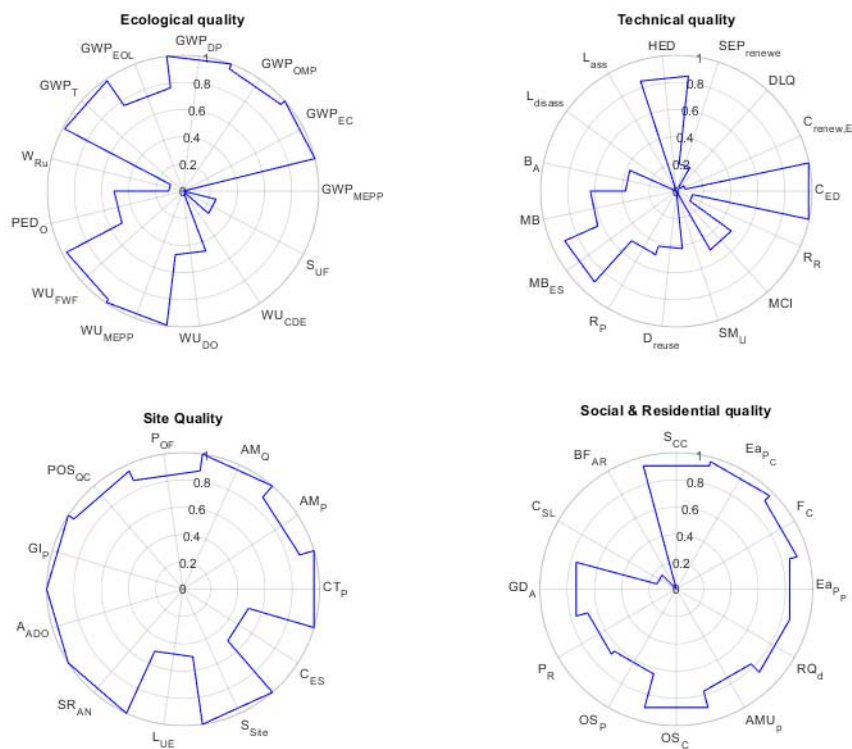 Ecological quality
GWP_DP
GWP_EOL
GWP_OMP
GWP_T
GWP_EC
W_Ru
GWP_MEPP
PED_O
S_UF
WU_FWF
WU_CDE
WU_MEPP
WU_DO
1
0.8
0.6
0.4
0.2
0
Technical quality
HED
SEP_renewe
L_ass
DLQ
L_disass
C_renew,E
B_A
C_ED
MB
R_R
MB_ES
MCI
R_P
SM_U
D_reuse
1
0.8
0.6
0.4
0.2
0
Site Quality
P_OF
AM_Q
POS_QC
AM_P
GI_P
CT_P
A_ADO
C_ES
SR_AN
S_Site
L_UE
1
0.8
0.6
0.4
0.2
0
Social & Residential quality
S_CC
Ea_P_C
BF_AR
F_C
C_SL
Ea_P_P
GD_A
RQ_d
P_R
AMU_p
OS_P
OS_C
1
0.8
0.6
0.4
0.2
0